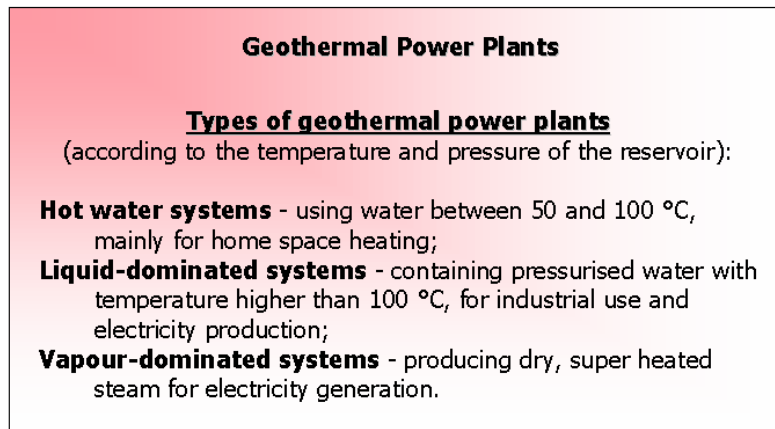 Geothermal Power Plants
Types of geothermal power plants
(according to the temperature and pressure of the reservoir):
Hot water systems - using water between 50 and 100 °C,
mainly for home space heating;
Liquid-dominated systems - containing pressurised water with
temperature higher than 100 °C, for industrial use and
electricity production;
Vapour-dominated systems - producing dry, super heated
steam for electricity generation.